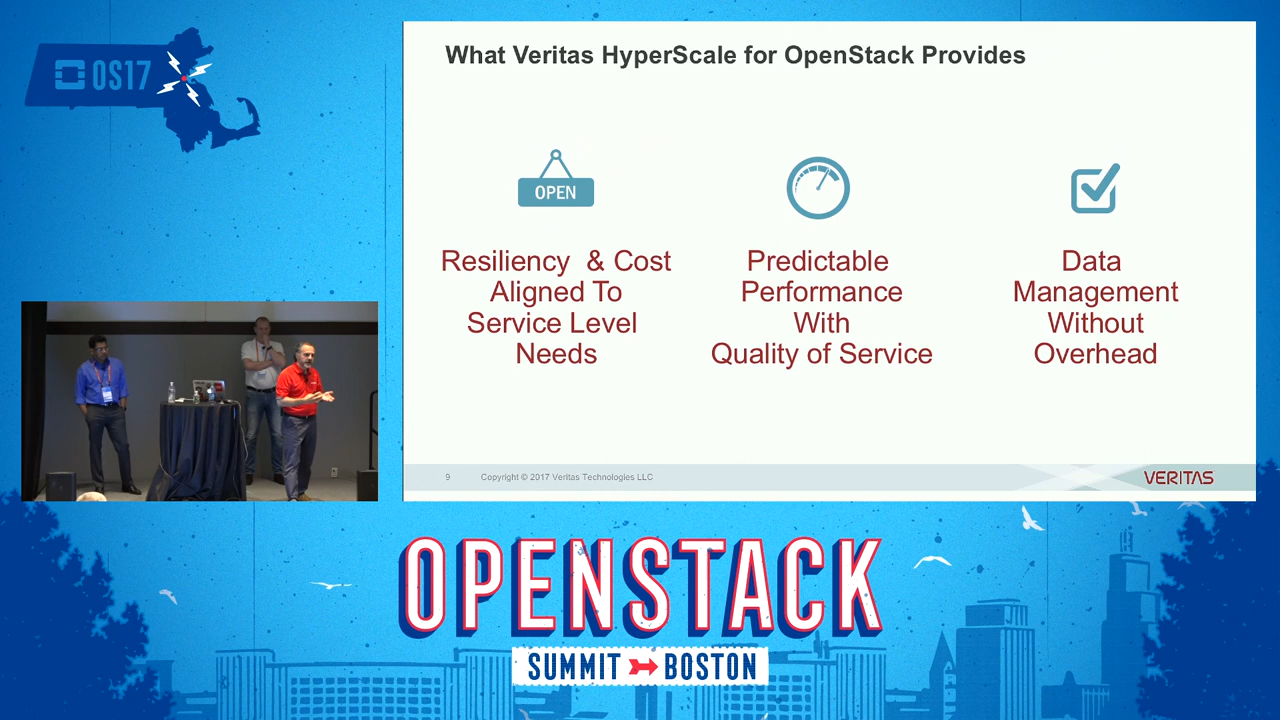 OS17
What Veritas HyperScale for OpenStack Provides
OPEN
Resiliency & Cost
Aligned To
Service Level
Needs
Predictable
Performance
With
Quality of Service
Data
Management
Without
Overhead
9
Copyright © 2017 Veritas Technologies LLC
VERITAS
OPENSTACK
SUMMIT BOSTON